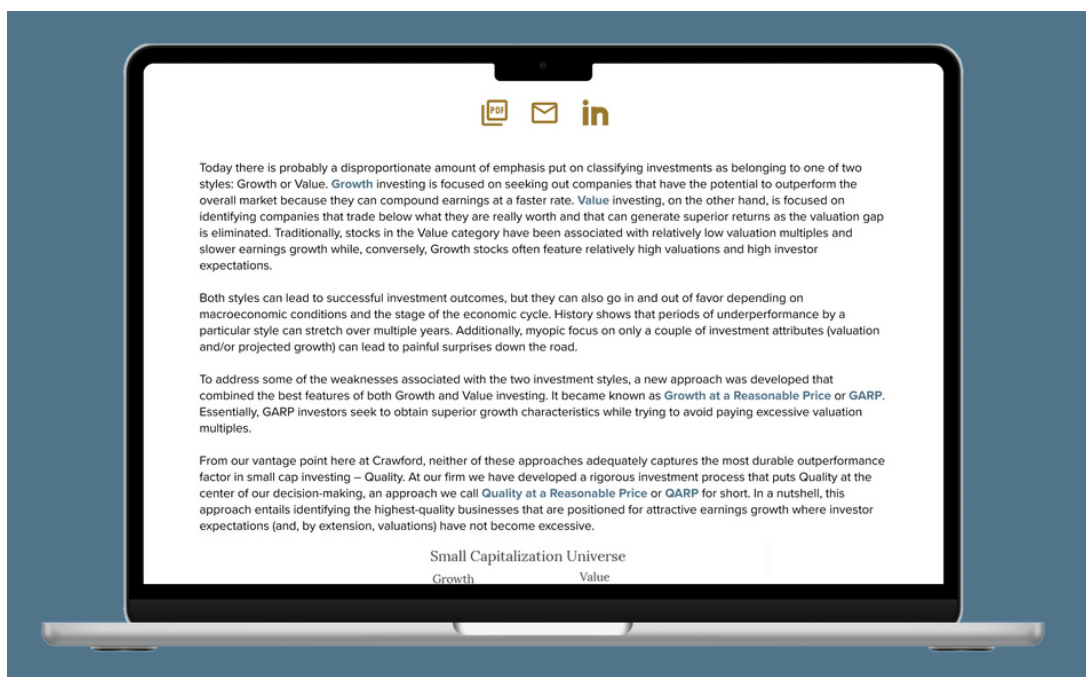 PDF
in
Today there is probably a disproportionate amount of emphasis put on classifying investments as belonging to one of two
styles: Growth or Value. Growth investing is focused on seeking out companies that have the potential to outperform the
overall market because they can compound earnings at a faster rate. Value investing, on the other hand, is focused on
identifying companies that trade below what they are really worth and that can generate superior returns as the valuation gap
is eliminated. Traditionally, stocks in the Value category have been associated with relatively low valuation multiples and
slower earnings growth while, conversely, Growth stocks often feature relatively high valuations and high investor
expectations.
Both styles can lead to successful investment outcomes, but they can also go in and out of favor depending on
macroeconomic conditions and the stage of the economic cycle. History shows that periods of underperformance by a
particular style can stretch over multiple years. Additionally, myopic focus on only a couple of investment attributes (valuation
and/or projected growth) can lead to painful surprises down the road.
To address some of the weaknesses associated with the two investment styles, a new approach was developed that
combined the best features of both Growth and Value investing. It became known as Growth at a Reasonable Price or GARP.
Essentially, GARP investors seek to obtain superior growth characteristics while trying to avoid paying excessive valuation
multiples.
From our vantage point here at Crawford, neither of these approaches adequately captures the most durable outperformance
factor in small cap investing – Quality. At our firm we have developed a rigorous investment process that puts Quality at the
center of our decision-making, an approach we call Quality at a Reasonable Price or QARP for short. In a nutshell, this
approach entails identifying the highest-quality businesses that are positioned for attractive earnings growth where investor
expectations (and, by extension, valuations) have not become excessive.
Small Capitalization Universe
Growth Value